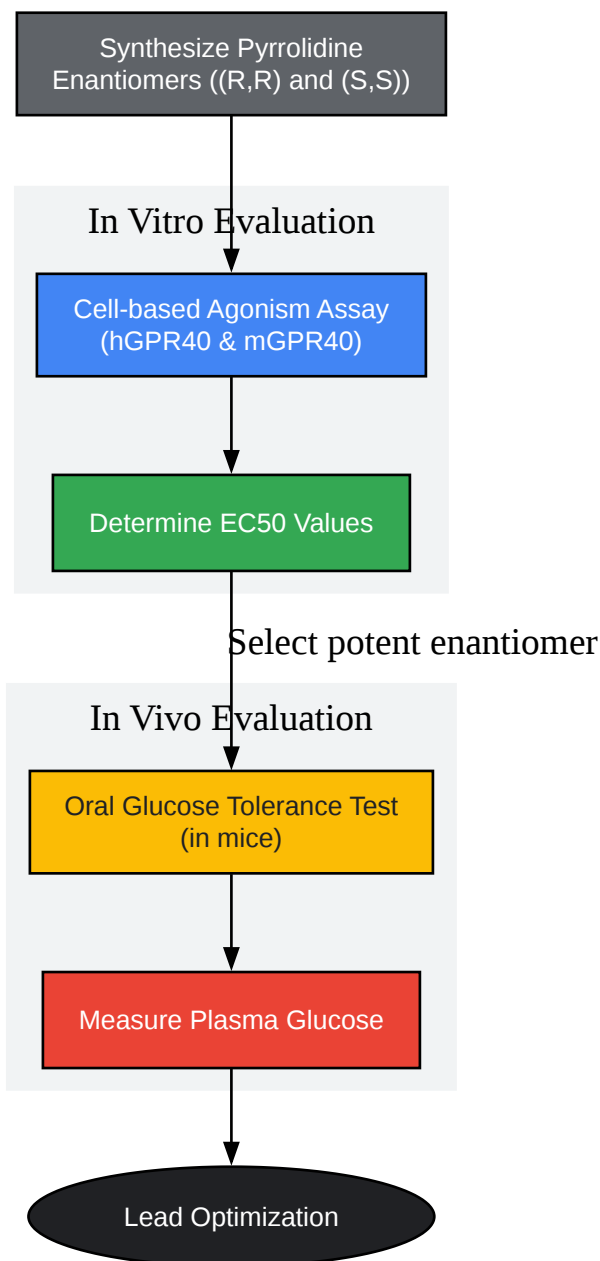 Synthesize Pyrrolidine
Enantiomers ((R,R) and (S,S))
In Vitro Evaluation
Cell-based Agonism Assay
(hGPR40 & mGPR40)
Determine EC50 Values
Select potent enantiomer
In Vivo Evaluation
Oral Glucose Tolerance Test
(in mice)
Measure Plasma Glucose
Lead Optimization